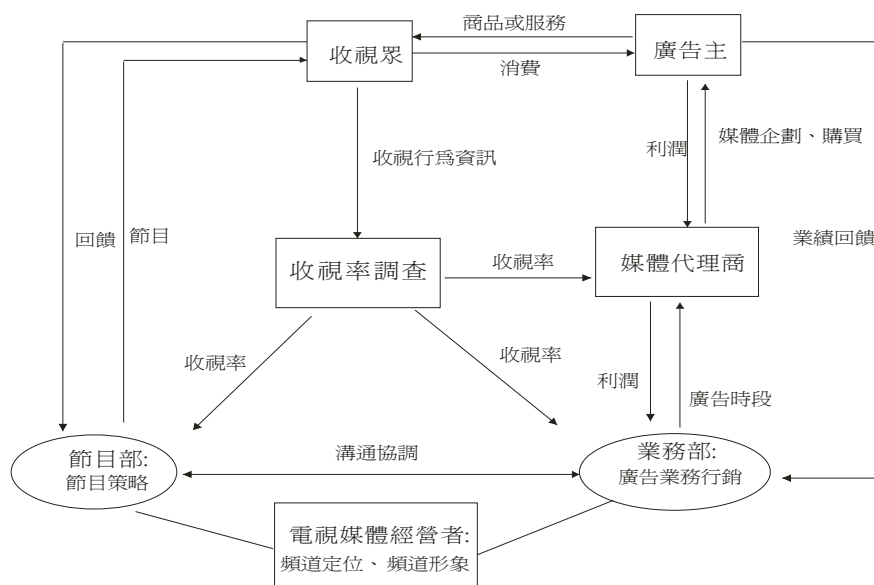 商品或服務
收視眾
廣告主
消費
媒體企劃、購買
利潤
收視行為資訊
回饋
節目
業績回饋
收視率調查
收視率
媒體代理商
收視率
收視率
利潤
廣告時段
節目部:
節目策略
溝通協調
業務部:
廣告業務行銷
電視媒體經營者:
頻道定位、頻道形象